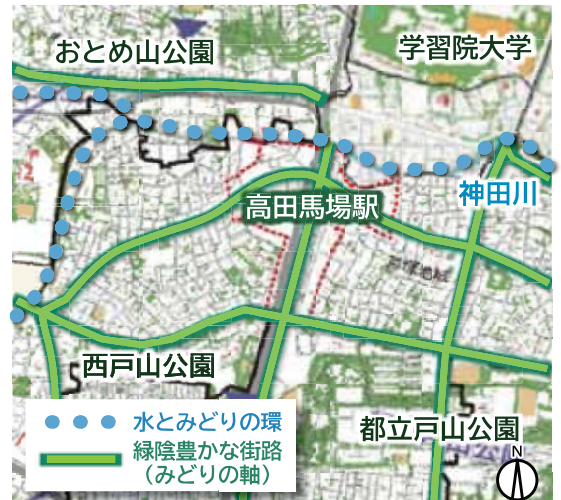 おとめ山公園
学習院大学
神田川
高田馬場駅
西戸山公園
都立戸山公園
水とみどりの環
緑陰豊かな街路
（みどりの軸）
N